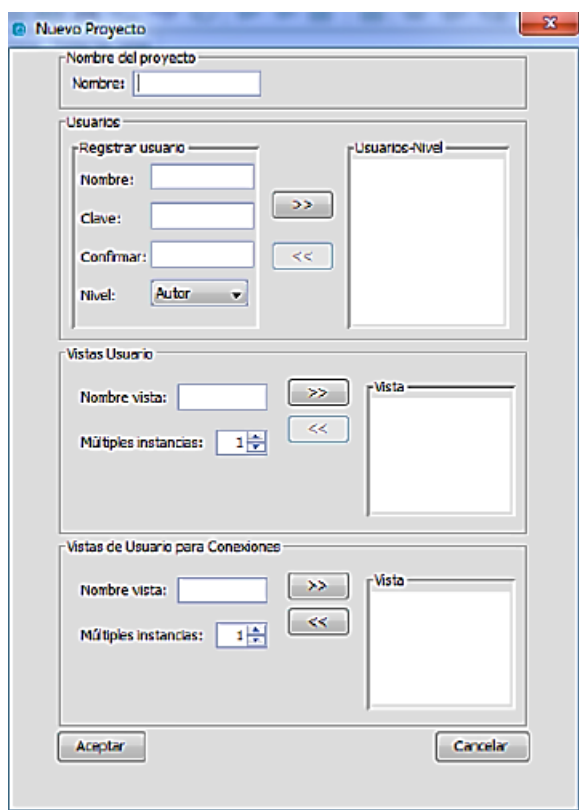 Nuevo Proyecto
Nombre del proyecto
Nombre:
Usuarios
Registrar usuario
Usuarios-Nivel
Nombre:
>>
Clave:
Confirmar:
<<
Nivel: Autor
Vistas Usuario
Nombre vista:
>>
Vista
<<
Múltiples instancias: 1
Vistas de Usuario para Conexiones
Nombre vista:
>>
Vista
<<
Múltiples instancias: 1
Aceptar
Cancelar